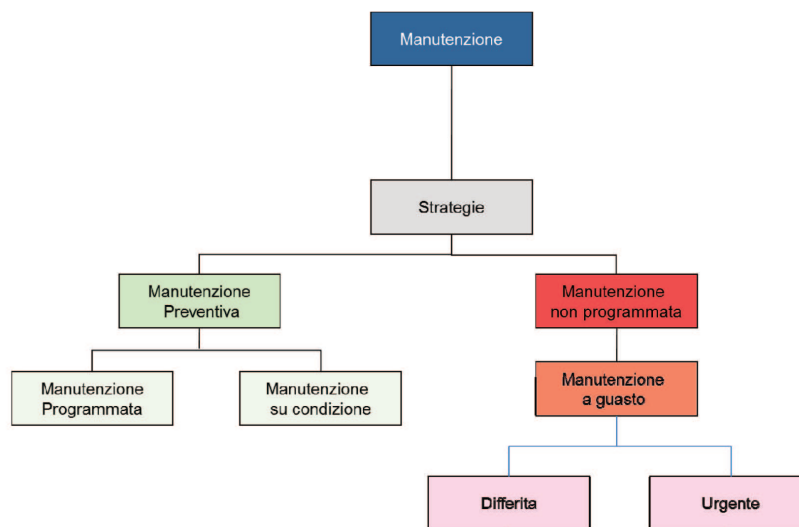 Manutenzione
Strategie
Manutenzione
Preventiva
Manutenzione
non programmata
Manutenzione
Programmata
Manutenzione
su condizione
Manutenzione
a guasto
Differita
Urgente